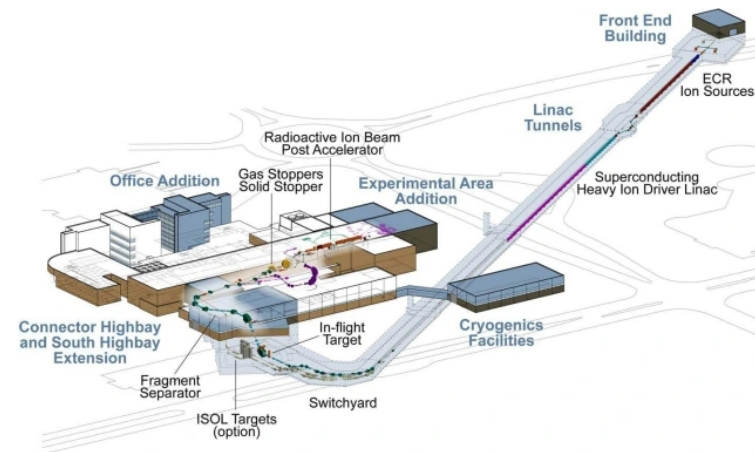 Front End
Building
ECR
Ion Sources
Linac
Tunnels
Radioactive Ion Beam
Post Accelerator
Gas Stoppers
Solid Stopper
Office Addition
Experimental Area
Addition
Superconducting
Heavy Ion Driver Linac
Connector Highbay
and South Highbay
Extension
In-flight
Target
Cryogenics
Facilities
Fragment
Separator
Switchyard
ISOL Targets
(option)